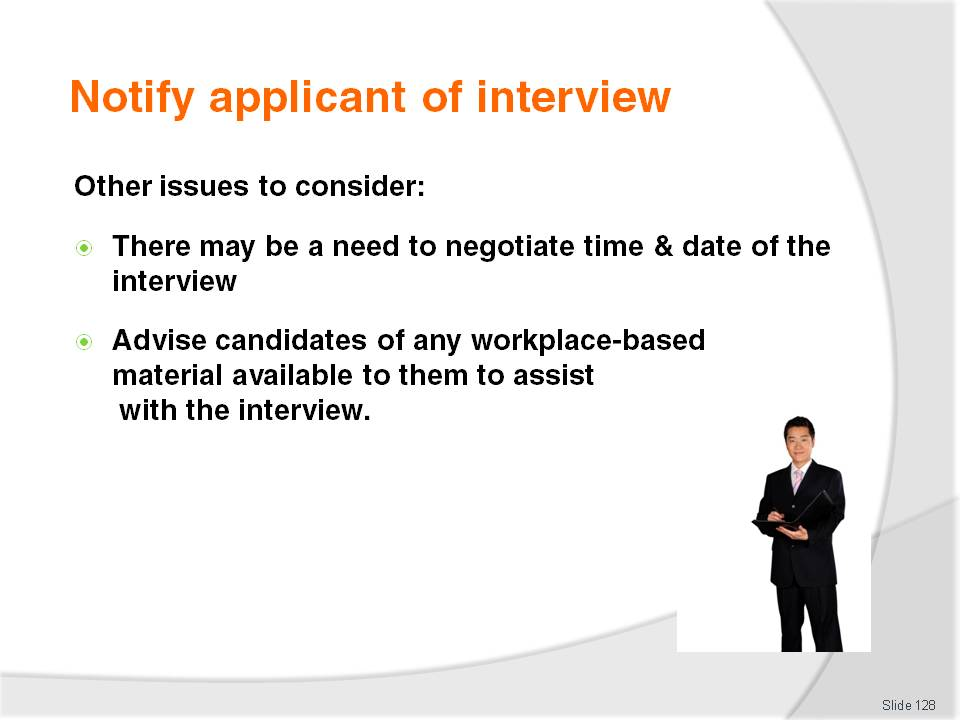 Notify applicant of interview
Other issues to consider:
There may be a need to negotiate time & date of the
interview
Advise candidates of any workplace-based
material available to them to assist
with the interview.
Slide 128